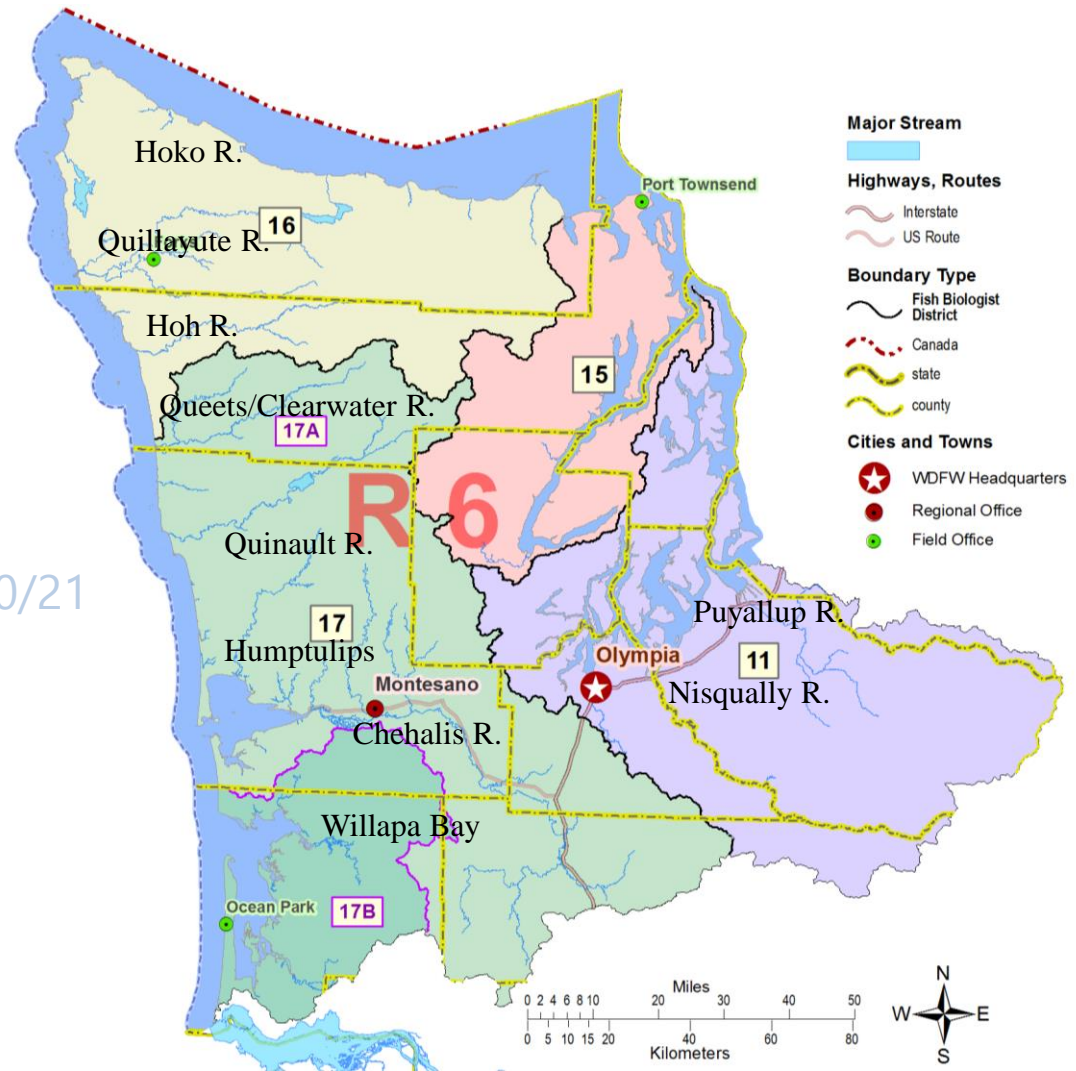 Hoko R.
16
Quillayute R.
Hoh R.
Queets/Clearwater R.
17A
R 6
Quinault R.
0/21
17
Humptulips
Montesano
Chehalis R.
Willapa Bay
17B
Ocean Park
Port Townsend
15
Puyallup R.
Olympia
11
Nisqually R.
Major Stream
Highways, Routes
Interstate
US Route
Boundary Type
Fish Biologist
District
Canada
state
county
Cities and Towns
WDFW Headquarters
Regional Office
Field Office
Miles
0 2 4 6 8 10 20 30 40 50
0 5 10 15 20 40 60 80
Kilometers
N
W E
S